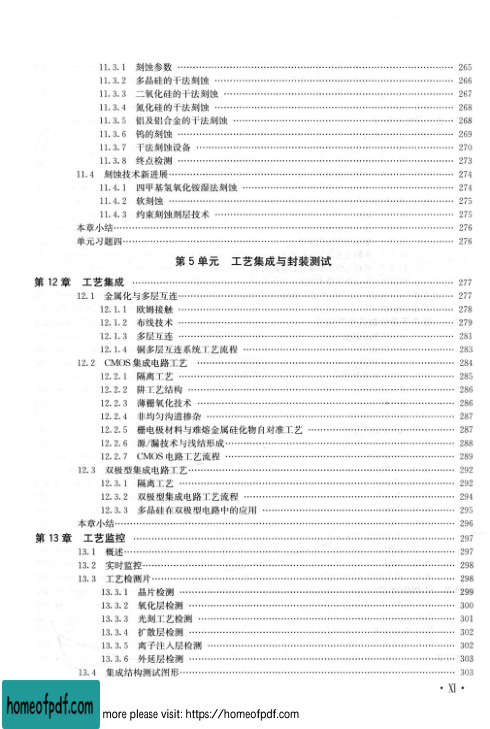 11.3.1 刻蚀参数 …… 265
11.3.2 多晶硅的干法刻蚀 …… 266
11.3.3 二氧化硅的干法刻蚀 …… 267
11.3.4 氮化硅的干法刻蚀 …… 268
11.3.5 铝及铝合金的干法刻蚀 …… 268
11.3.6 钨的刻蚀 …… 269
11.3.7 干法刻蚀设备 …… 270
11.3.8 终点检测 …… 273
11.4 刻蚀技术新进展 …… 274
11.4.1 四甲基氢氧化铵湿法刻蚀 …… 274
11.4.2 软刻蚀 …… 275
11.4.3 约束刻蚀剂层技术 …… 275
本章小结 …… 276
单元习题四 …… 276
第5单元 工艺集成与封装测试
第12章 工艺集成 …… 277
12.1 金属化与多层互连 …… 277
12.1.1 欧姆接触 …… 278
12.1.2 布线技术 …… 279
12.1.3 多层互连 …… 281
12.1.4 铜多层互连系统工艺流程 …… 283
12.2 CMOS集成电路工艺 …… 284
12.2.1 隔离工艺 …… 285
12.2.2 阱工艺结构 …… 286
12.2.3 薄栅氧化技术 …… 286
12.2.4 非均匀沟道掺杂 …… 287
12.2.5 栅电极材料与难熔金属硅化物自对准工艺 …… 287
12.2.6 源/漏技术与浅结形成 …… 288
12.2.7 CMOS电路工艺流程 …… 289
12.3 双极型集成电路工艺 …… 292
12.3.1 隔离工艺 …… 292
12.3.2 双极型集成电路工艺流程 …… 294
12.3.3 多晶硅在双极型电路中的应用 …… 295
本章小结 …… 296
第13章 工艺监控 …… 297
13.1 概述 …… 297
13.2 实时监控 …… 298
13.3 工艺检测片 …… 298
13.3.1 晶片检测 …… 299
13.3.2 氧化层检测 …… 300
13.3.3 光刻工艺检测 …… 301
13.3.4 扩散层检测 …… 302
13.3.5 离子注入层检测 …… 302
13.3.6 外延层检测 …… 303
13.4 集成结构测试图形 …… 303
· XI ·
homeofpdf.com
more please visit: https://homeofpdf.com